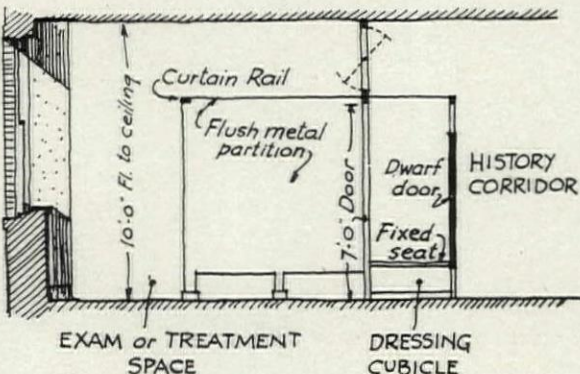 10'-0" Fl. to ceiling
Curtain Rail
Flush metal
partition
7'-0" Door
Dwarf
door
Fixed
seat
HISTORY
CORRIDOR
EXAM or TREATMENT
SPACE
DRESSING
CUBICLE